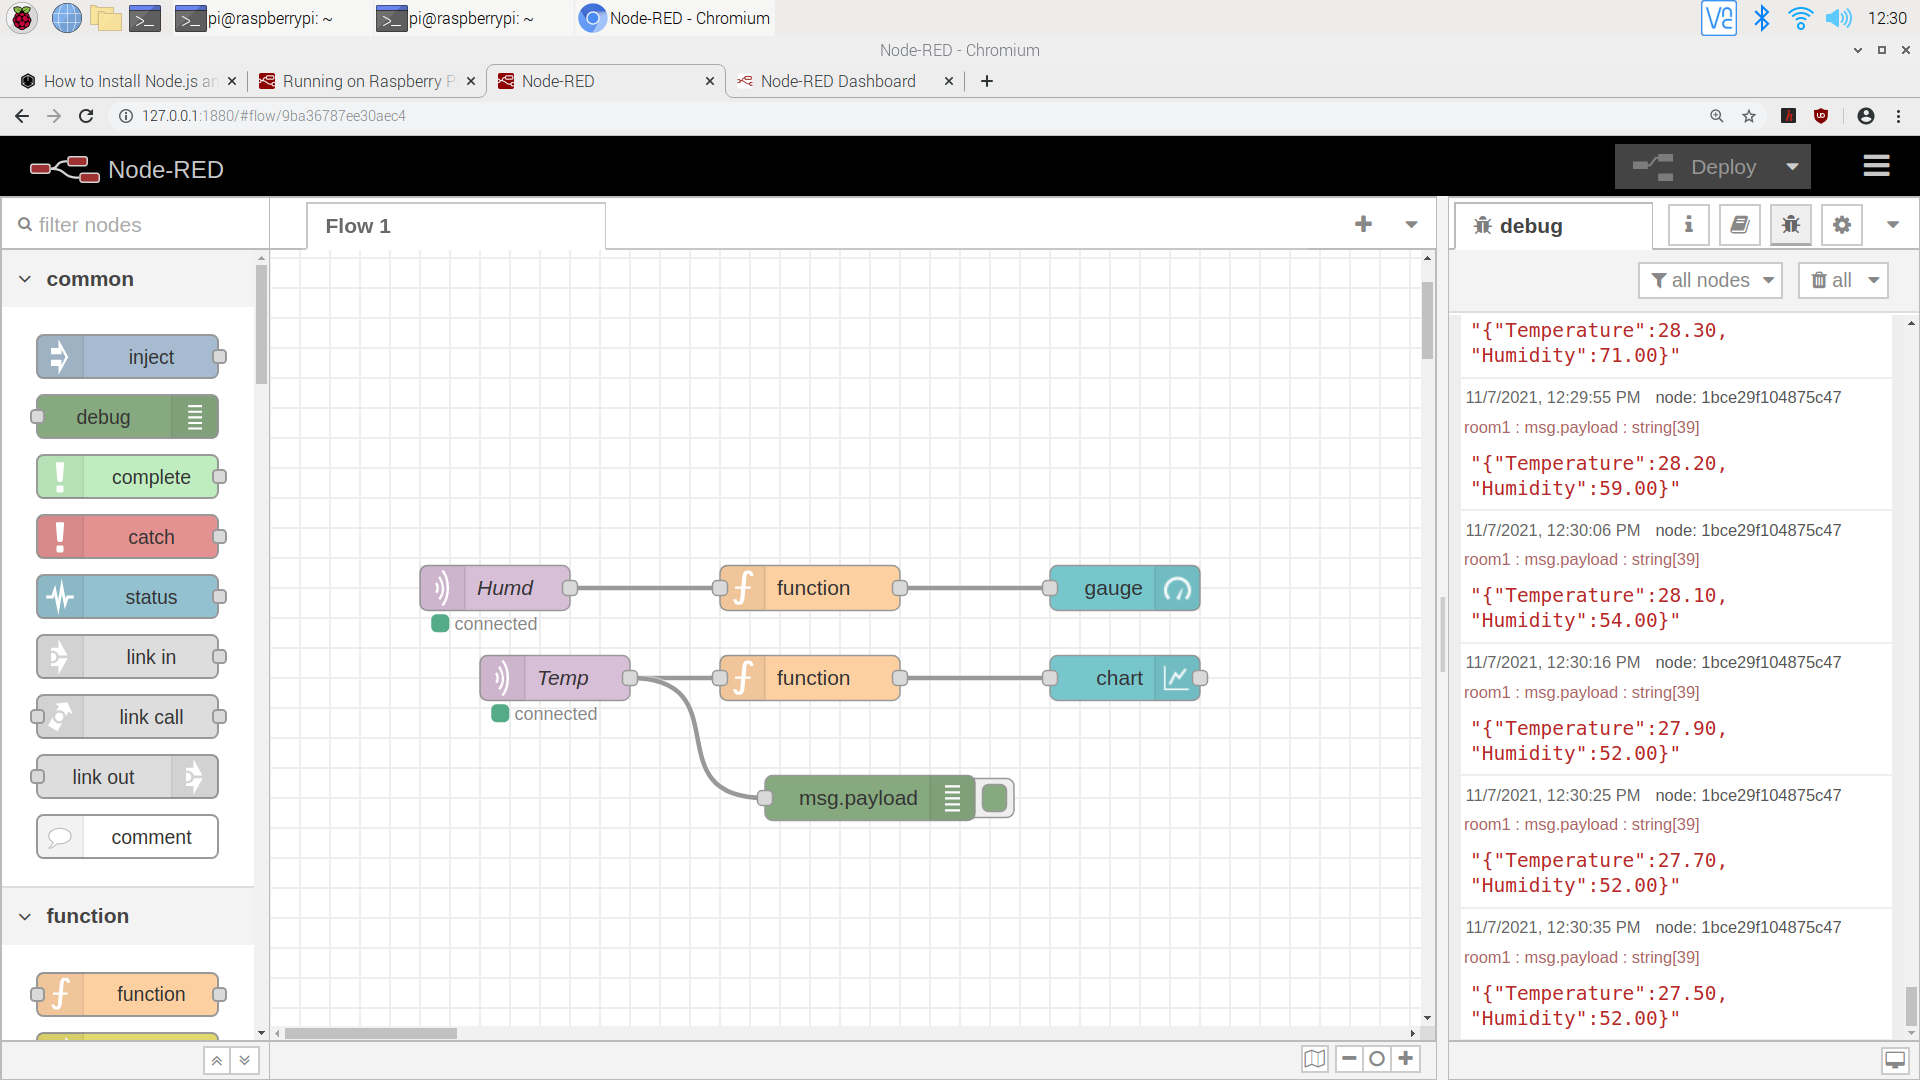 pi@raspberrypi: ~
pi@raspberrypi: ~
Node-RED - Chromium
12:30
Node-RED - Chromium
How to Install Node.js an
Running on Raspberry P
Node-RED
Node-RED Dashboard
127.0.0.1:1880/#flow/9ba36787ee30aec4
Node-RED
Deploy
filter nodes
Flow 1
debug
all nodes
all
common
inject
debug
complete
catch
status
link in
link call
link out
comment
function
function
Humd
function
gauge
connected
Temp
function
chart
connected
msg.payload
"{"Temperature":28.30,
"Humidity":71.00}"
11/7/2021, 12:29:55 PM node: 1bce29f104875c47
room1 : msg.payload : string[39]
"{"Temperature":28.20,
"Humidity":59.00}"
11/7/2021, 12:30:06 PM node: 1bce29f104875c47
room1 : msg.payload : string[39]
"{"Temperature":28.10,
"Humidity":54.00}"
11/7/2021, 12:30:16 PM node: 1bce29f104875c47
room1 : msg.payload : string[39]
"{"Temperature":27.90,
"Humidity":52.00}"
11/7/2021, 12:30:25 PM node: 1bce29f104875c47
room1 : msg.payload : string[39]
"{"Temperature":27.70,
"Humidity":52.00}"
11/7/2021, 12:30:35 PM node: 1bce29f104875c47
room1 : msg.payload : string[39]
"{"Temperature":27.50,
"Humidity":52.00}"